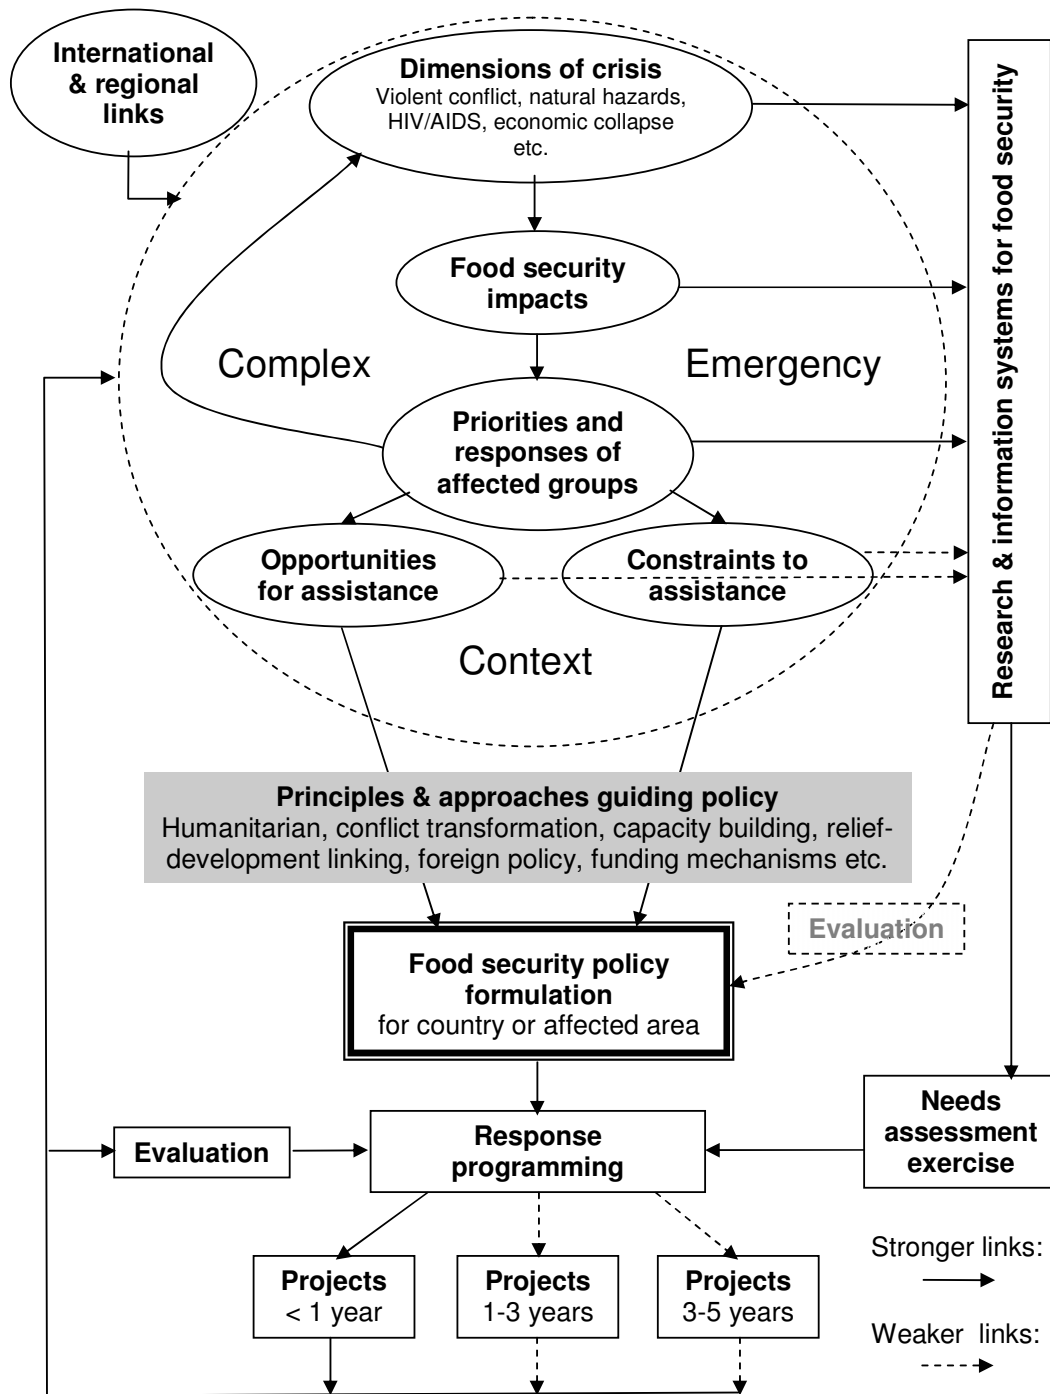 International
& regional
links
Dimensions of crisis
Violent conflict, natural hazards,
HIV/AIDS, economic collapse
etc.
Food security
impacts
Complex
Emergency
Priorities and
responses of
affected groups
Opportunities
for assistance
Constraints to
assistance
Context
Research & information systems for food security
Principles & approaches guiding policy
Humanitarian, conflict transformation, capacity building, relief-
development linking, foreign policy, funding mechanisms etc.
Evaluation
Food security policy
formulation
for country or affected area
Needs
assessment
exercise
Evaluation
Response
programming
Projects
< 1 year
Projects
1-3 years
Projects
3-5 years
Stronger links:
Weaker links: